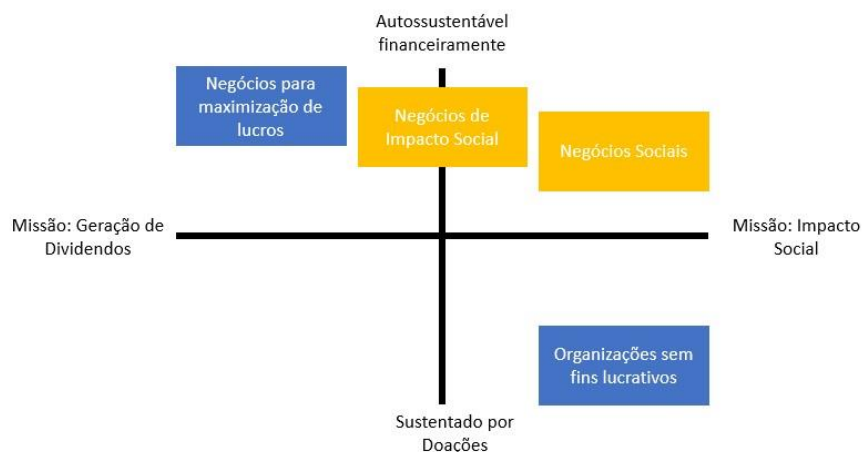 Autossustentável
financeiramente
Negócios para
maximização de
lucros
Negócios de
Impacto Social
Negócios Sociais
Missão: Geração de
Dividendos
Missão: Impacto
Social
Organizações sem
fins lucrativos
Sustentado por
Doações